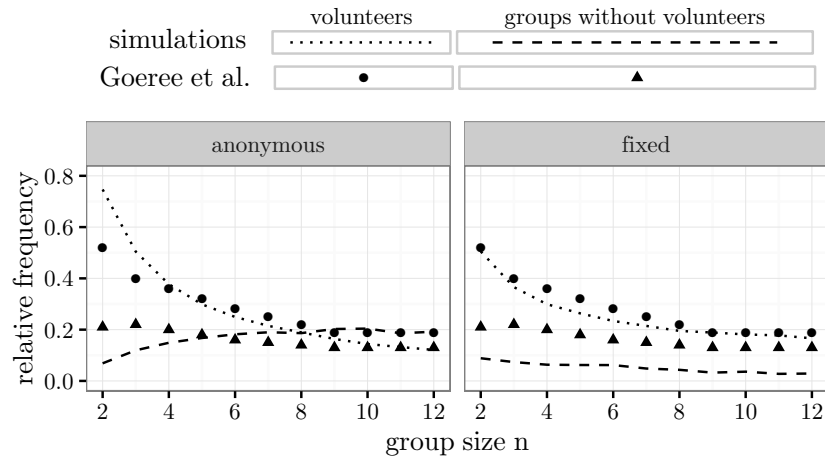 volunteers groups without volunteers
simulations
Goeree et al.
anonymous fixed
relative frequency
0.8
0.6
0.4
0.2
0.0
2 4 6 8 10 12 2 4 6 8 10 12
group size n